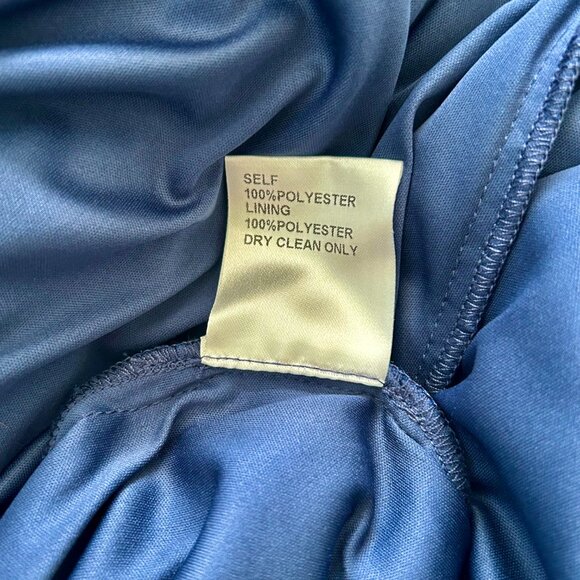 SELF
100%POLYESTER
LINING
100%POLYESTER
DRY CLEAN ONLY